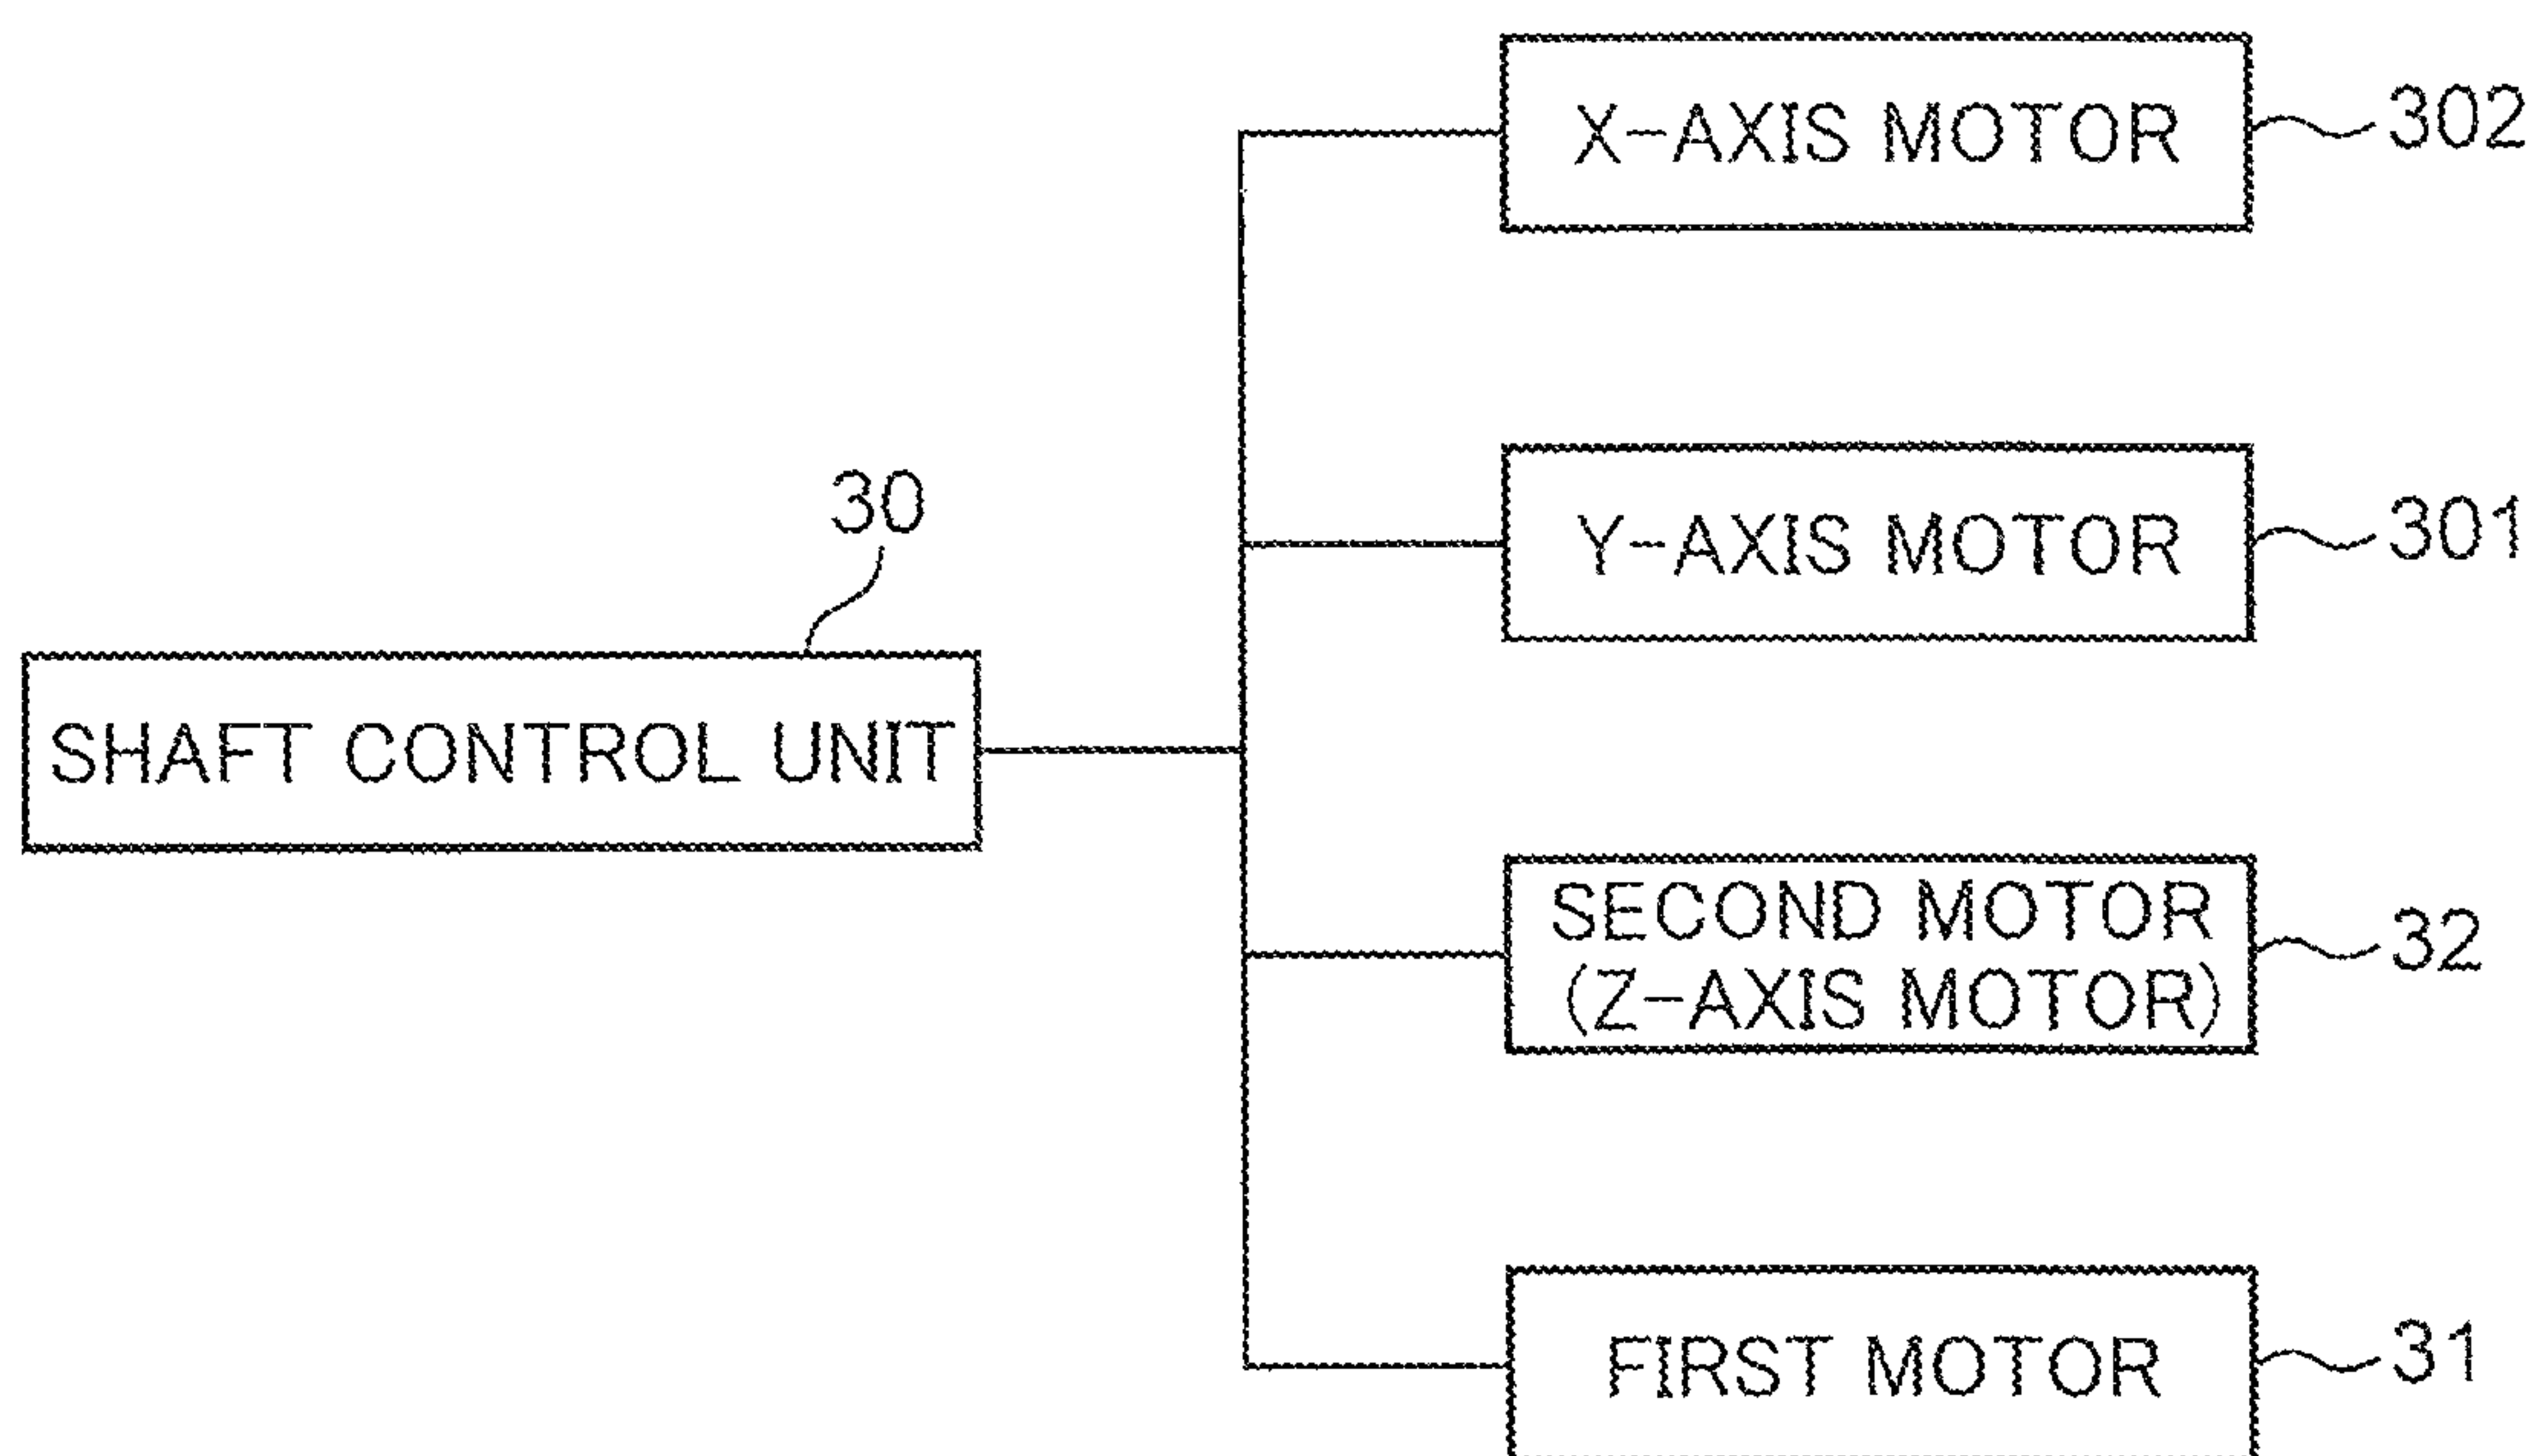 X-AXIS MOTOR
302
Y-AXIS MOTOR
301
30
SHAFT CONTROL UNIT
SECOND MOTOR
(Z-AXIS MOTOR)
32
FIRST MOTOR
31